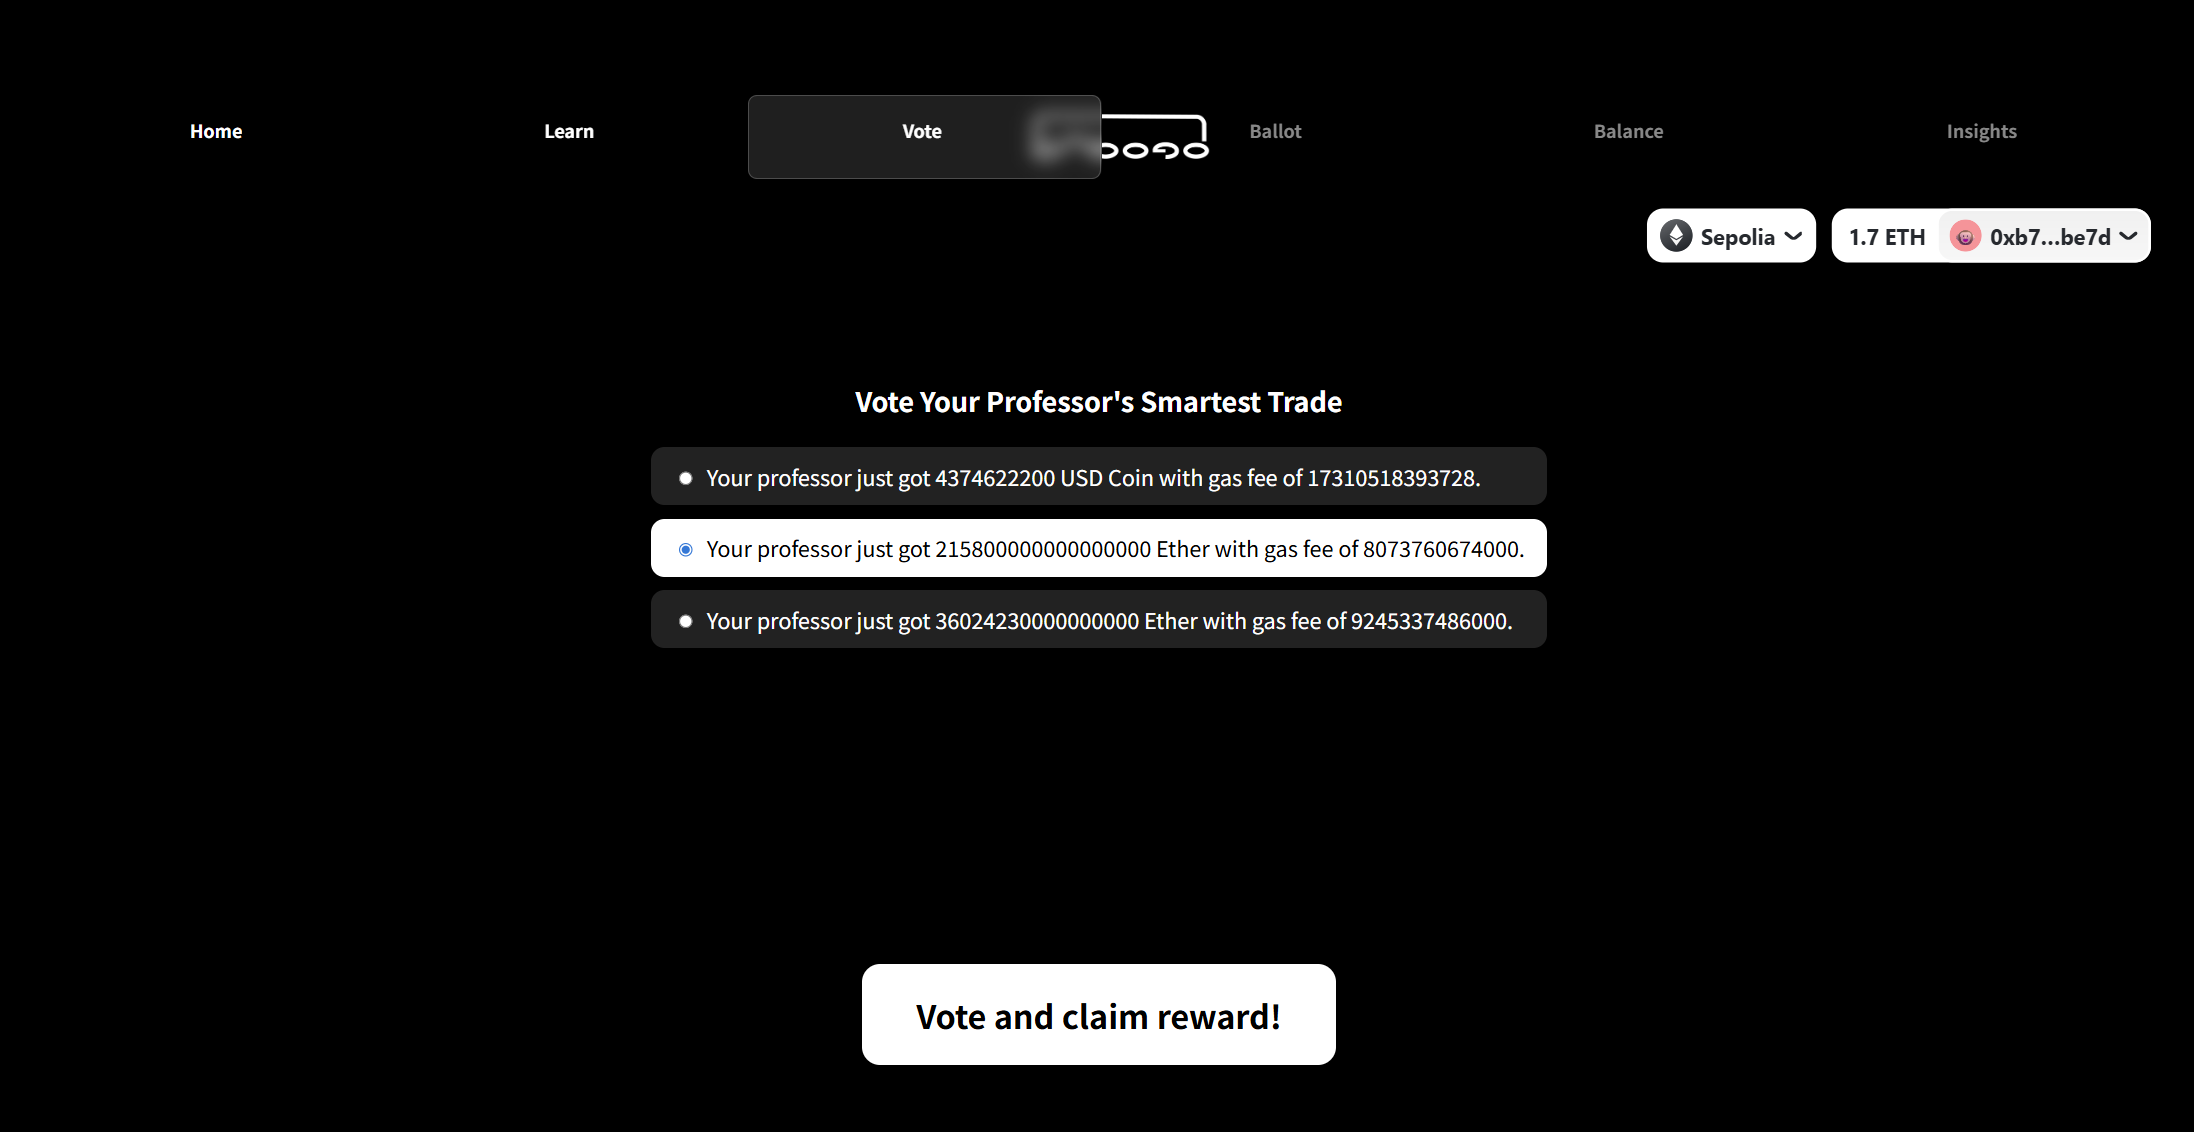 Home Learn Vote Ballot Balance Insights
Sepolia 1.7 ETH 0xb7...be7d
Vote Your Professor's Smartest Trade
Your professor just got 4374622200 USD Coin with gas fee of 17310518393728.
Your professor just got 215800000000000000 Ether with gas fee of 8073760674000.
Your professor just got 36024230000000000 Ether with gas fee of 9245337486000.
Vote and claim reward!